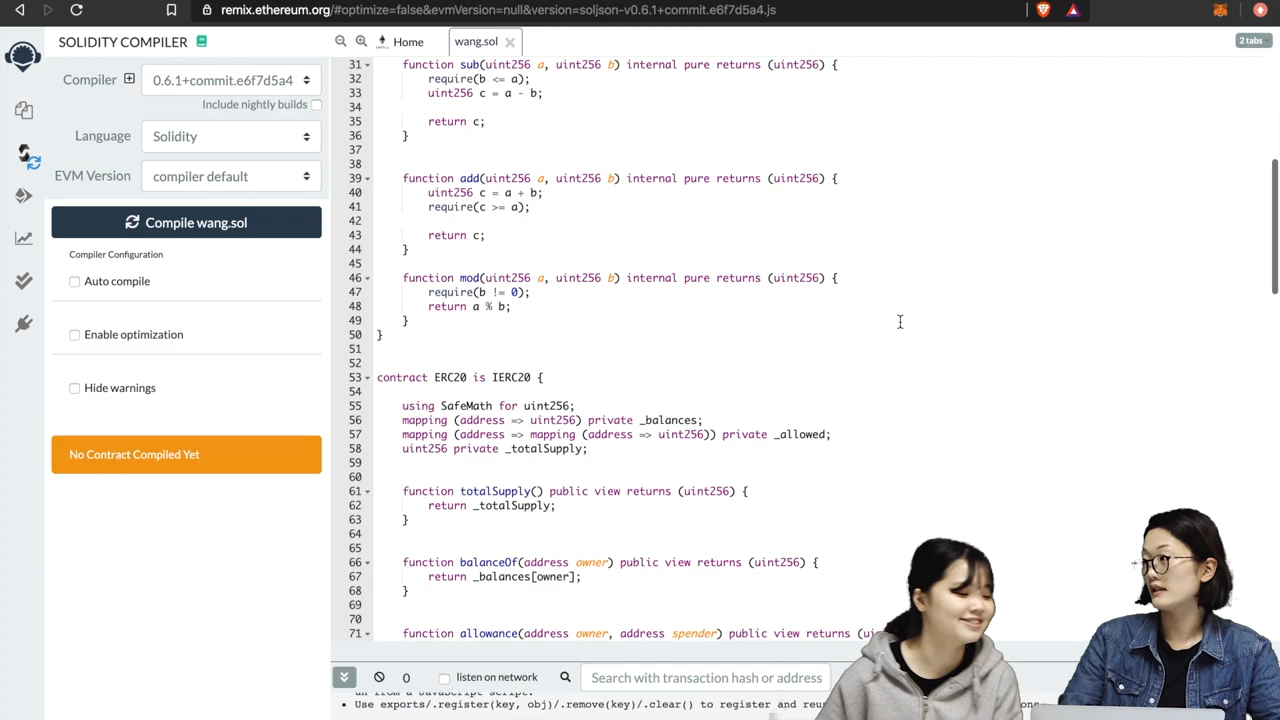 remix.ethereum.org/#optimize=false&evmVersion=null&version=soljson-v0.6.1+commit.e6f7d5a4.js
SOLIDITY COMPILER
Home
wang.sol
2 tabs
Compiler
0.6.1+commit.e6f7d5a4
Include nightly builds
Language
Solidity
EVM Version
compiler default
Compile wang.sol
Compiler Configuration
Auto compile
Enable optimization
Hide warnings
No Contract Compiled Yet
31 function sub(uint256 a, uint256 b) internal pure returns (uint256) {
32 require(b <= a);
33 uint256 c = a - b;
34
35 return c;
36 }
37
38
39 function add(uint256 a, uint256 b) internal pure returns (uint256) {
40 uint256 c = a + b;
41 require(c >= a);
42
43 return c;
44 }
45
46 function mod(uint256 a, uint256 b) internal pure returns (uint256) {
47 require(b != 0);
48 return a % b;
49 }
50 }
51
52
53 contract ERC20 is IERC20 {
54
55 using SafeMath for uint256;
56 mapping (address => uint256) private _balances;
57 mapping (address => mapping (address => uint256)) private _allowed;
58 uint256 private _totalSupply;
59
60
61 function totalSupply() public view returns (uint256) {
62 return _totalSupply;
63 }
64
65
66 function balanceOf(address owner) public view returns (uint256) {
67 return _balances[owner];
68 }
69
70
71 function allowance(address owner, address spender) public view returns (ui
0
listen on network
Search with transaction hash or address
from a JavaScript script.
• Use exports/.register(key, obj)/.remove(key)/.clear() to register and reu